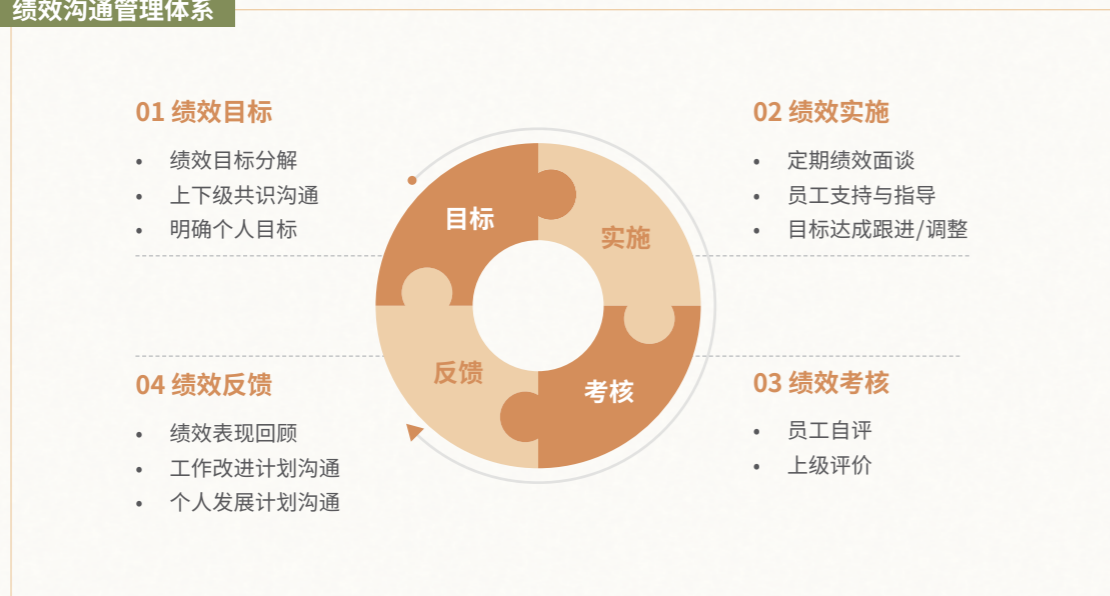 绩效沟通管理体系
01 绩效目标
• 绩效目标分解
• 上下级共识沟通
• 明确个人目标
02 绩效实施
• 定期绩效面谈
• 员工支持与指导
• 目标达成跟进/调整
目标
实施
反馈
考核
04 绩效反馈
• 绩效表现回顾
• 工作改进计划沟通
• 个人发展计划沟通
03 绩效考核
• 员工自评
• 上级评价